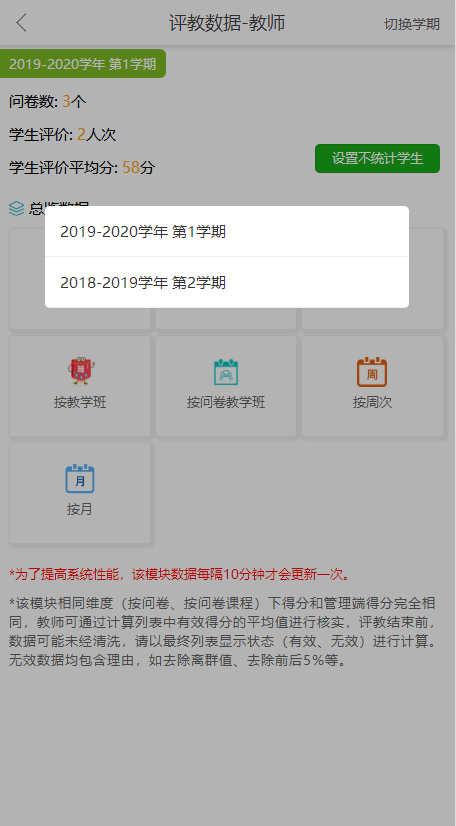 评教数据-教师
切换学期
2019-2020学年 第1学期
问卷数: 3个
学生评价: 2人次
学生评价平均分: 58分
设置不统计学生
2019-2020学年 第1学期
2018-2019学年 第2学期
按教学班
按问卷教学班
周
按周次
月
按月
*为了提高系统性能，该模块数据每隔10分钟才会更新一次。
*该模块相同维度（按问卷、按问卷课程）下得分和管理端得分完全相
同，教师可通过计算列表中有效得分的平均值进行核实，评教结束前，
数据可能未经清洗，请以最终列表显示状态（有效、无效）进行计算。
无效数据均包含理由，如去除离群值、去除前后5%等。